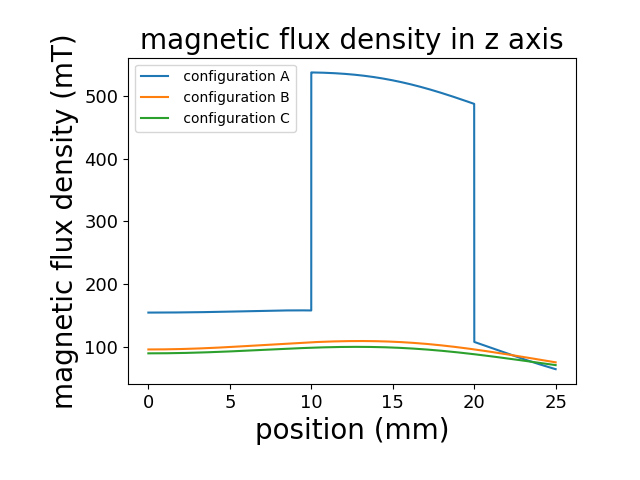 magnetic flux density in z axis
magnetic flux density (mT)
500
400
300
200
100
configuration A
configuration B
configuration C
0 5 10 15 20 25
position (mm)